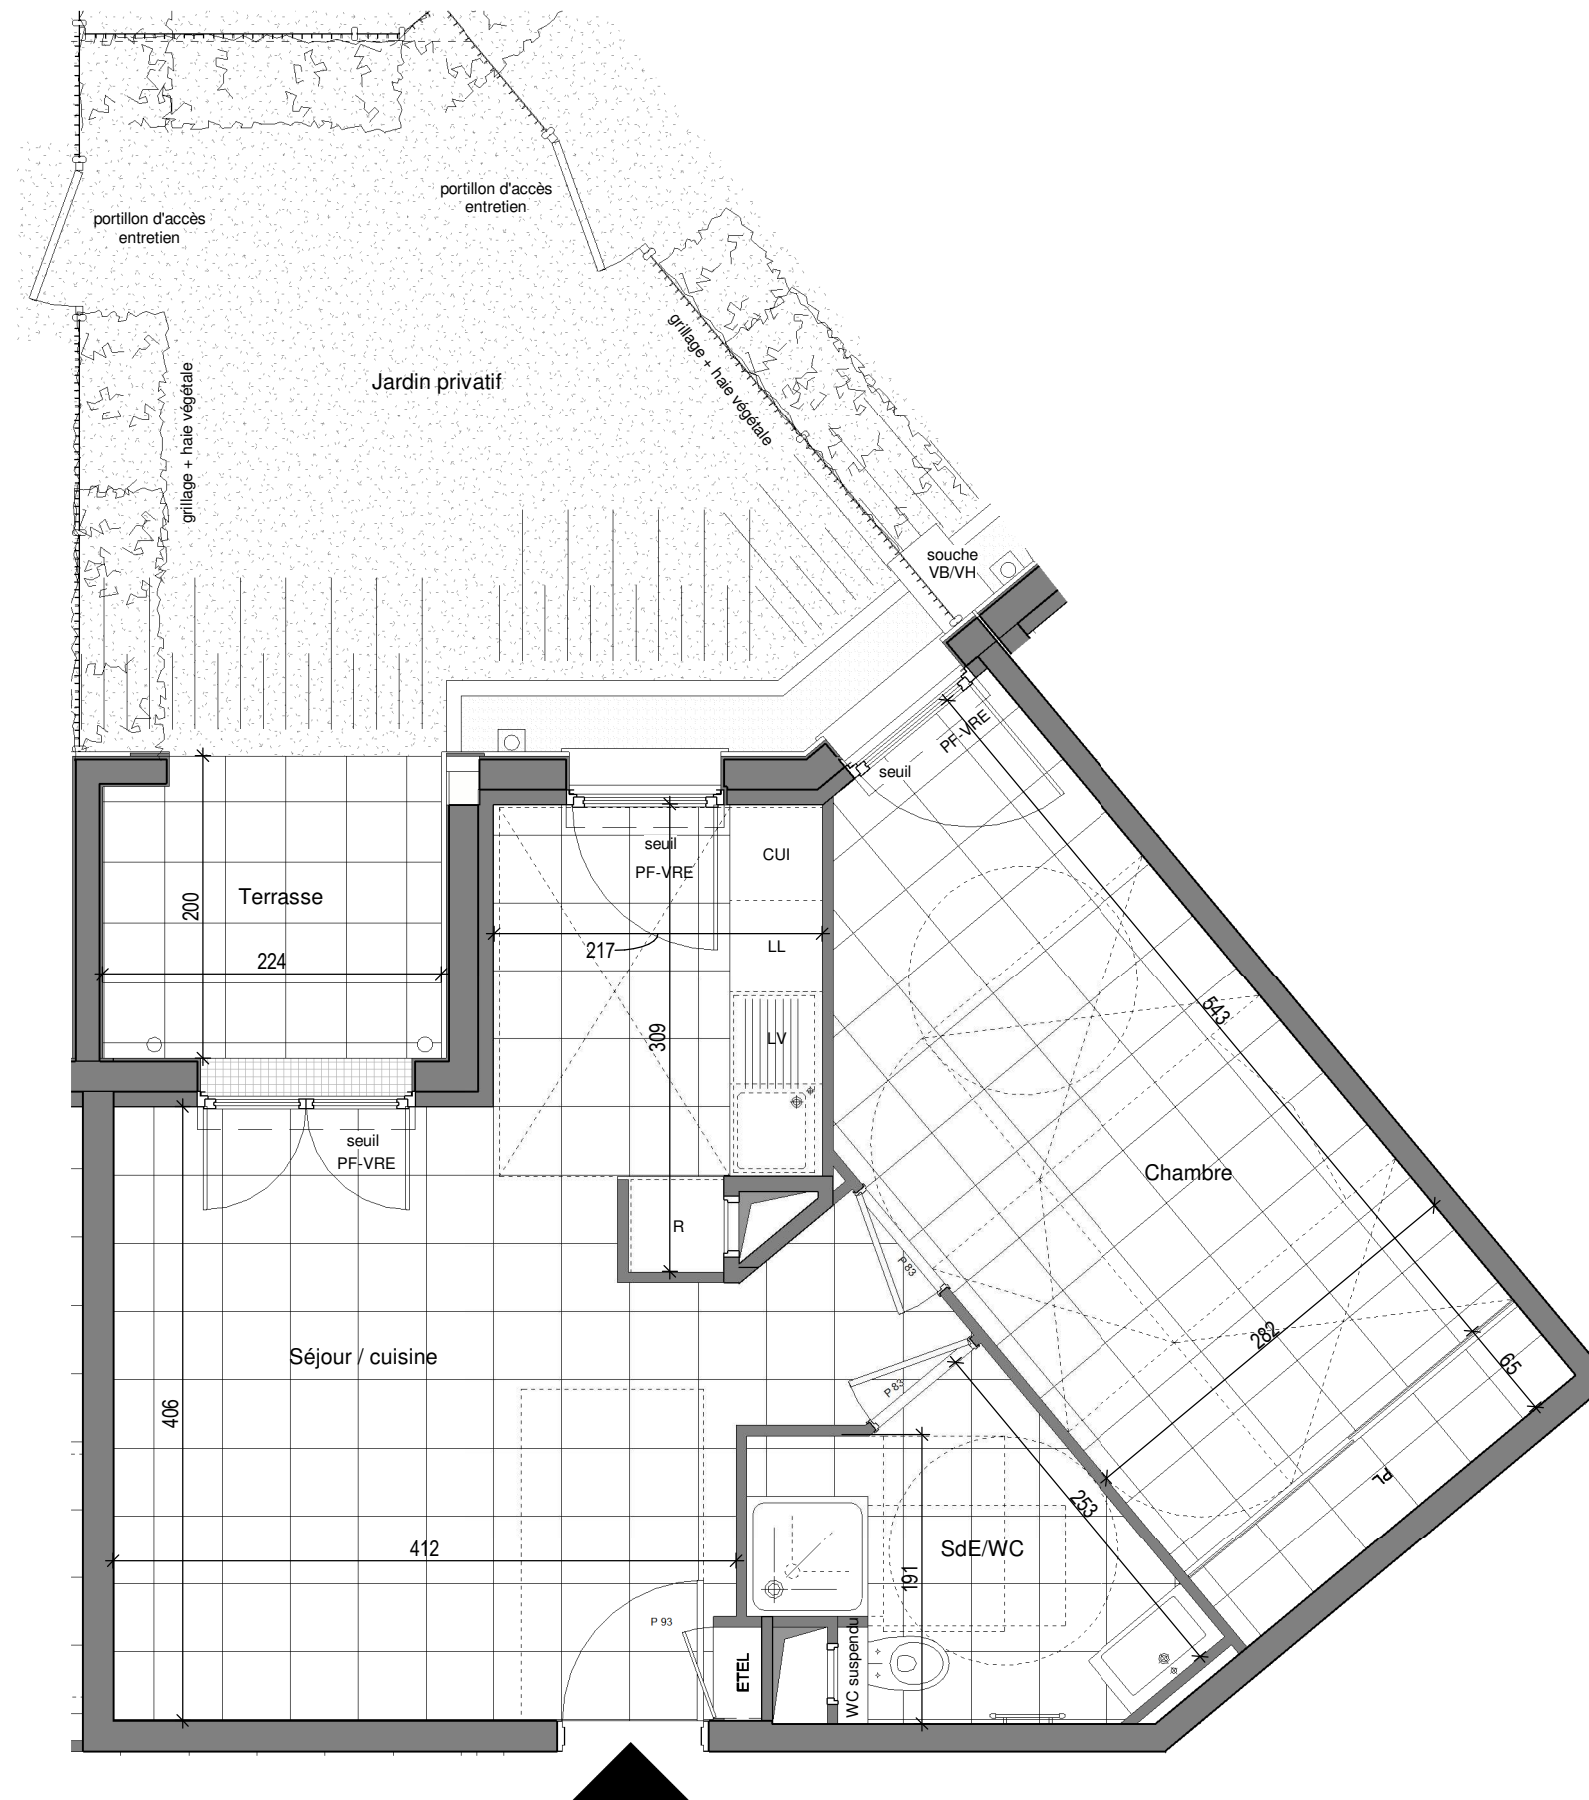 portillon d'accès
entretien
portillon d'accès
entretien
grillage + haie végétale
Jardin privatif
grillage + haie végétale
souche
VB/VH
PF-VRE
seuil
seuil
PF-VRE
CUI
Terrasse
200
224
217
LL
309
LV
543
seuil
PF-VRE
Chambre
R
P 83
282
65
Séjour / cuisine
P 83
406
PL
253
412
SdE/WC
191
P 93
ETEL
WC suspendu